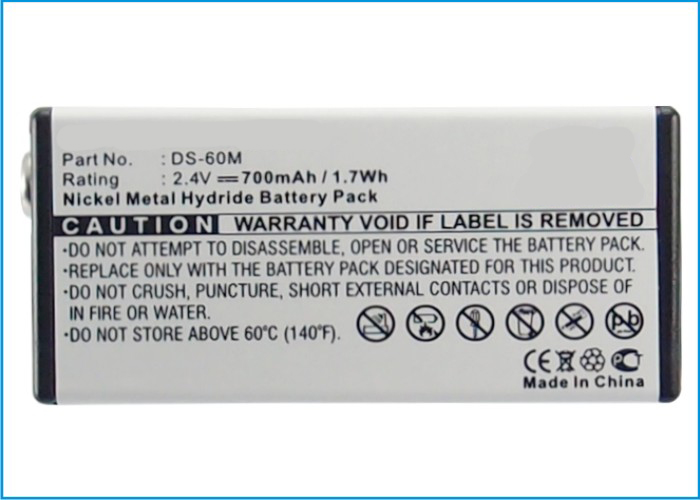 Part No. : DS-60M
Rating : 2.4V ⎓ 700mAh / 1.7Wh
Nickel Metal Hydride Battery Pack
CAUTION WARRANTY VOID IF LABEL IS REMOVED
·DO NOT ATTEMPT TO DISASSEMBLE, OPEN OR SERVICE THE BATTERY PACK.
·REPLACE ONLY WITH THE BATTERY PACK DESIGNATED FOR THIS PRODUCT.
·DO NOT CRUSH, PUNCTURE, SHORT EXTERNAL CONTACTS OR DISPOSE OF
IN FIRE OR WATER.
·DO NOT STORE ABOVE 60°C (140°F).
Pb
CE
Made In China